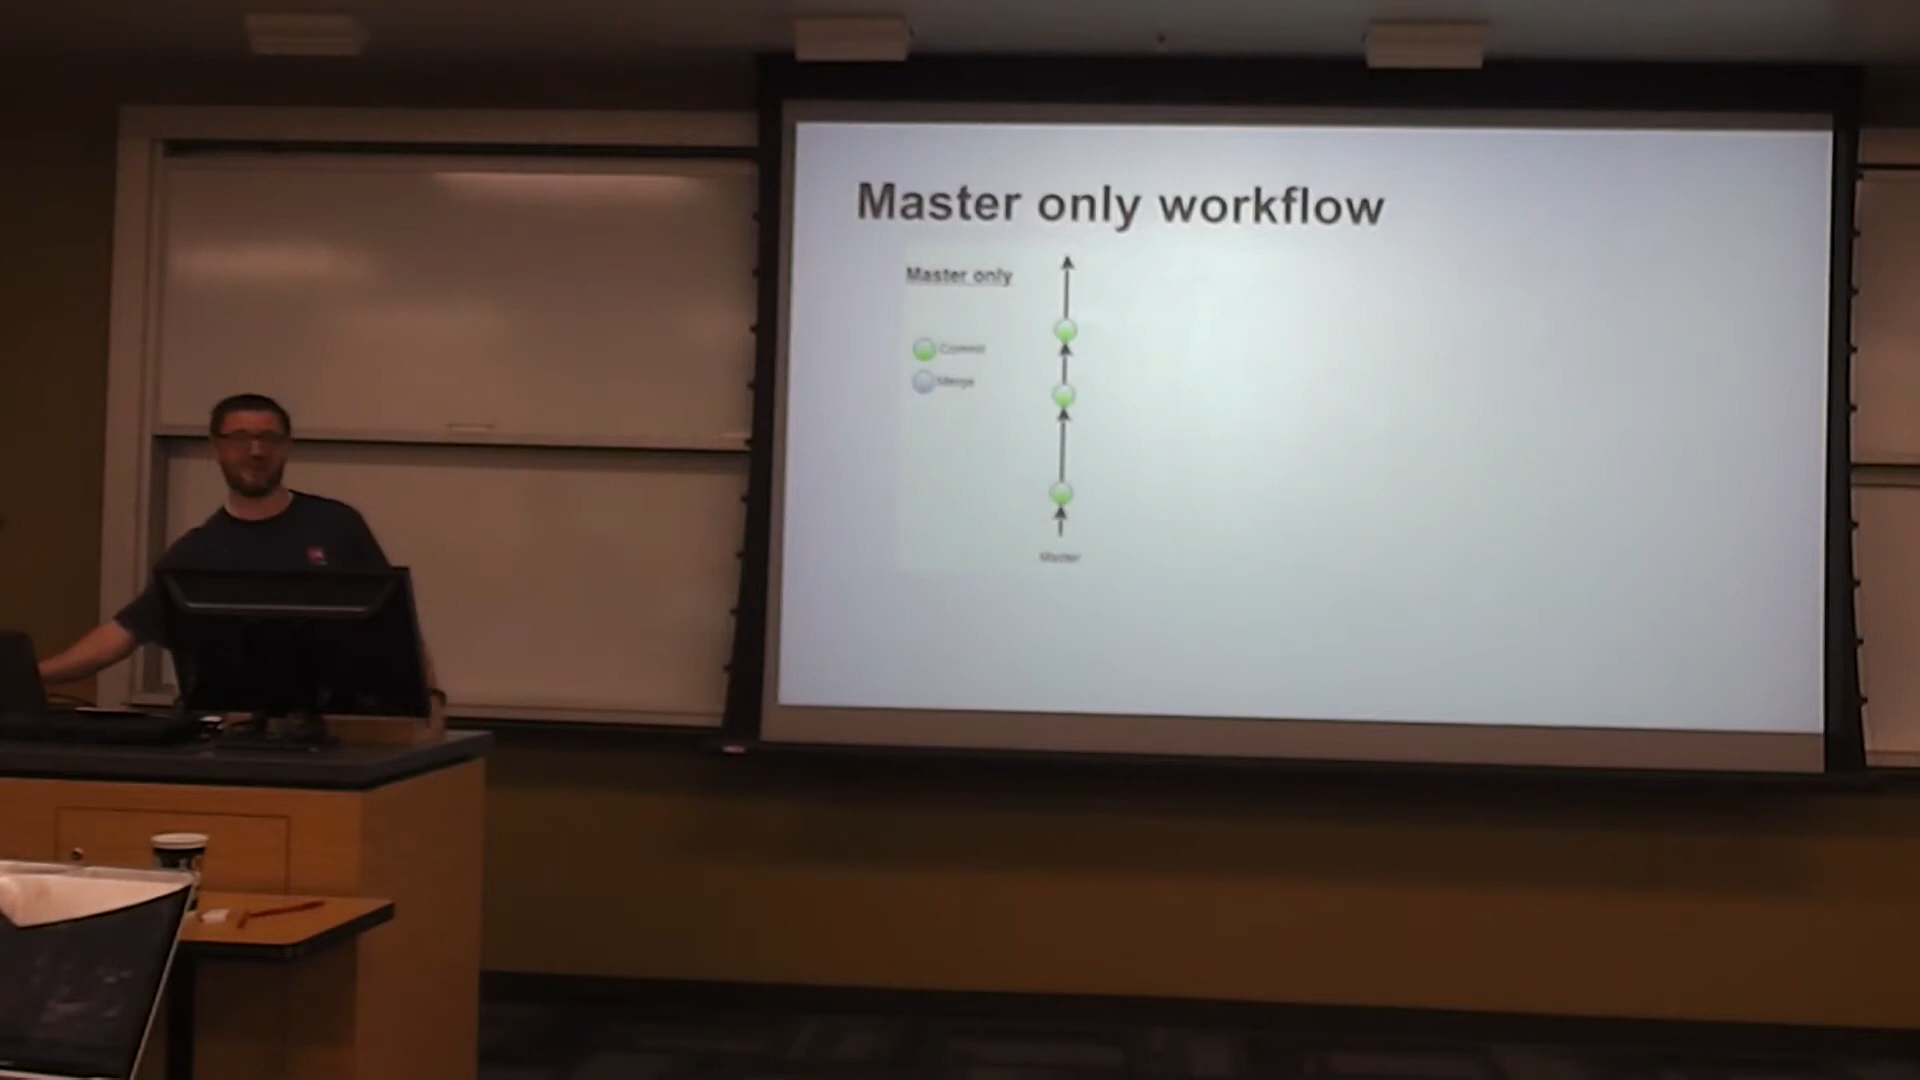 Master only workflow
Master only
Commit
Merge
Master